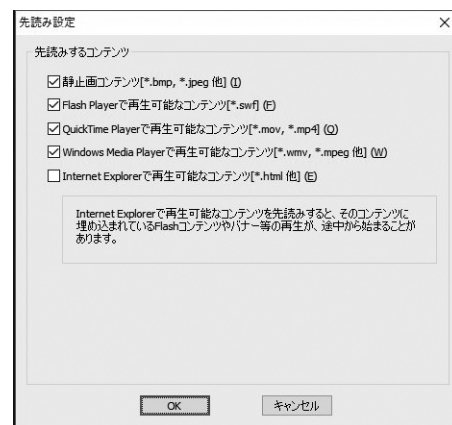 先読み設定
先読みするコンテンツ
静止画コンテンツ[*.bmp, *.jpeg 他] (I)
Flash Playerで再生可能なコンテンツ[*.swf] (F)
QuickTime Playerで再生可能なコンテンツ[*.mov, *.mp4] (Q)
Windows Media Playerで再生可能なコンテンツ[*.wmv, *.mpeg 他] (W)
Internet Explorerで再生可能なコンテンツ[*.html 他] (E)
Internet Explorerで再生可能なコンテンツを先読みすると、そのコンテンツに
埋め込まれているFlashコンテンツやバナー等の再生が、途中から始まることが
あります。
OK
キャンセル